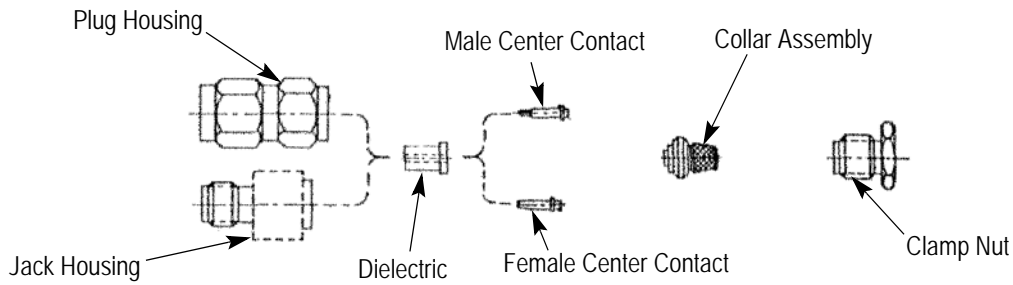 Plug Housing
Male Center Contact
Collar Assembly
Jack Housing
Dielectric
Female Center Contact
Clamp Nut